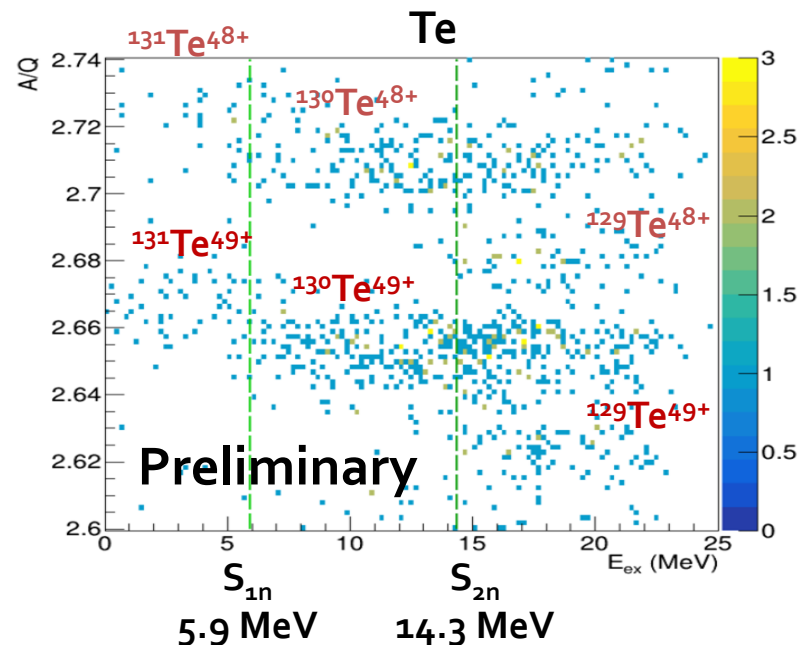 Te
¹³¹Te⁴⁸⁺
¹³⁰Te⁴⁸⁺
¹²⁹Te⁴⁸⁺
¹³¹Te⁴⁹⁺
¹³⁰Te⁴⁹⁺
¹²⁹Te⁴⁹⁺
Preliminary
A/Q
2.74
2.72
2.7
2.68
2.66
2.64
2.62
2.6
0 5 10 15 20 25
E_ex (MeV)
3
2.5
2
1.5
1
0.5
0
S₁ₙ S₂ₙ
5.9 MeV 14.3 MeV